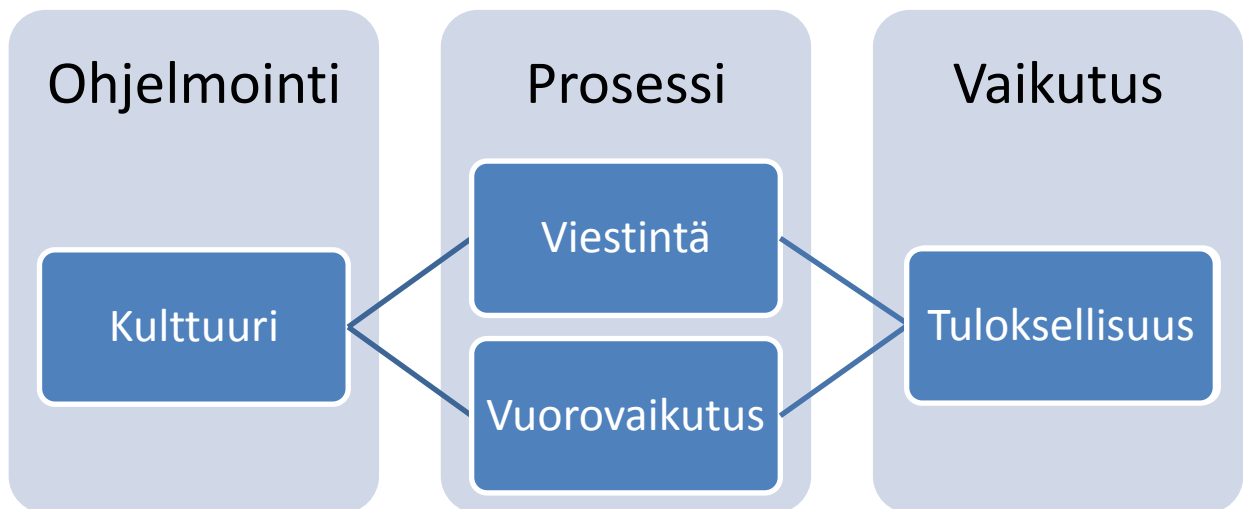 Ohjelmointi
Kulttuuri
Prosessi
Viestintä
Vuorovaikutus
Vaikutus
Tuloksellisuus